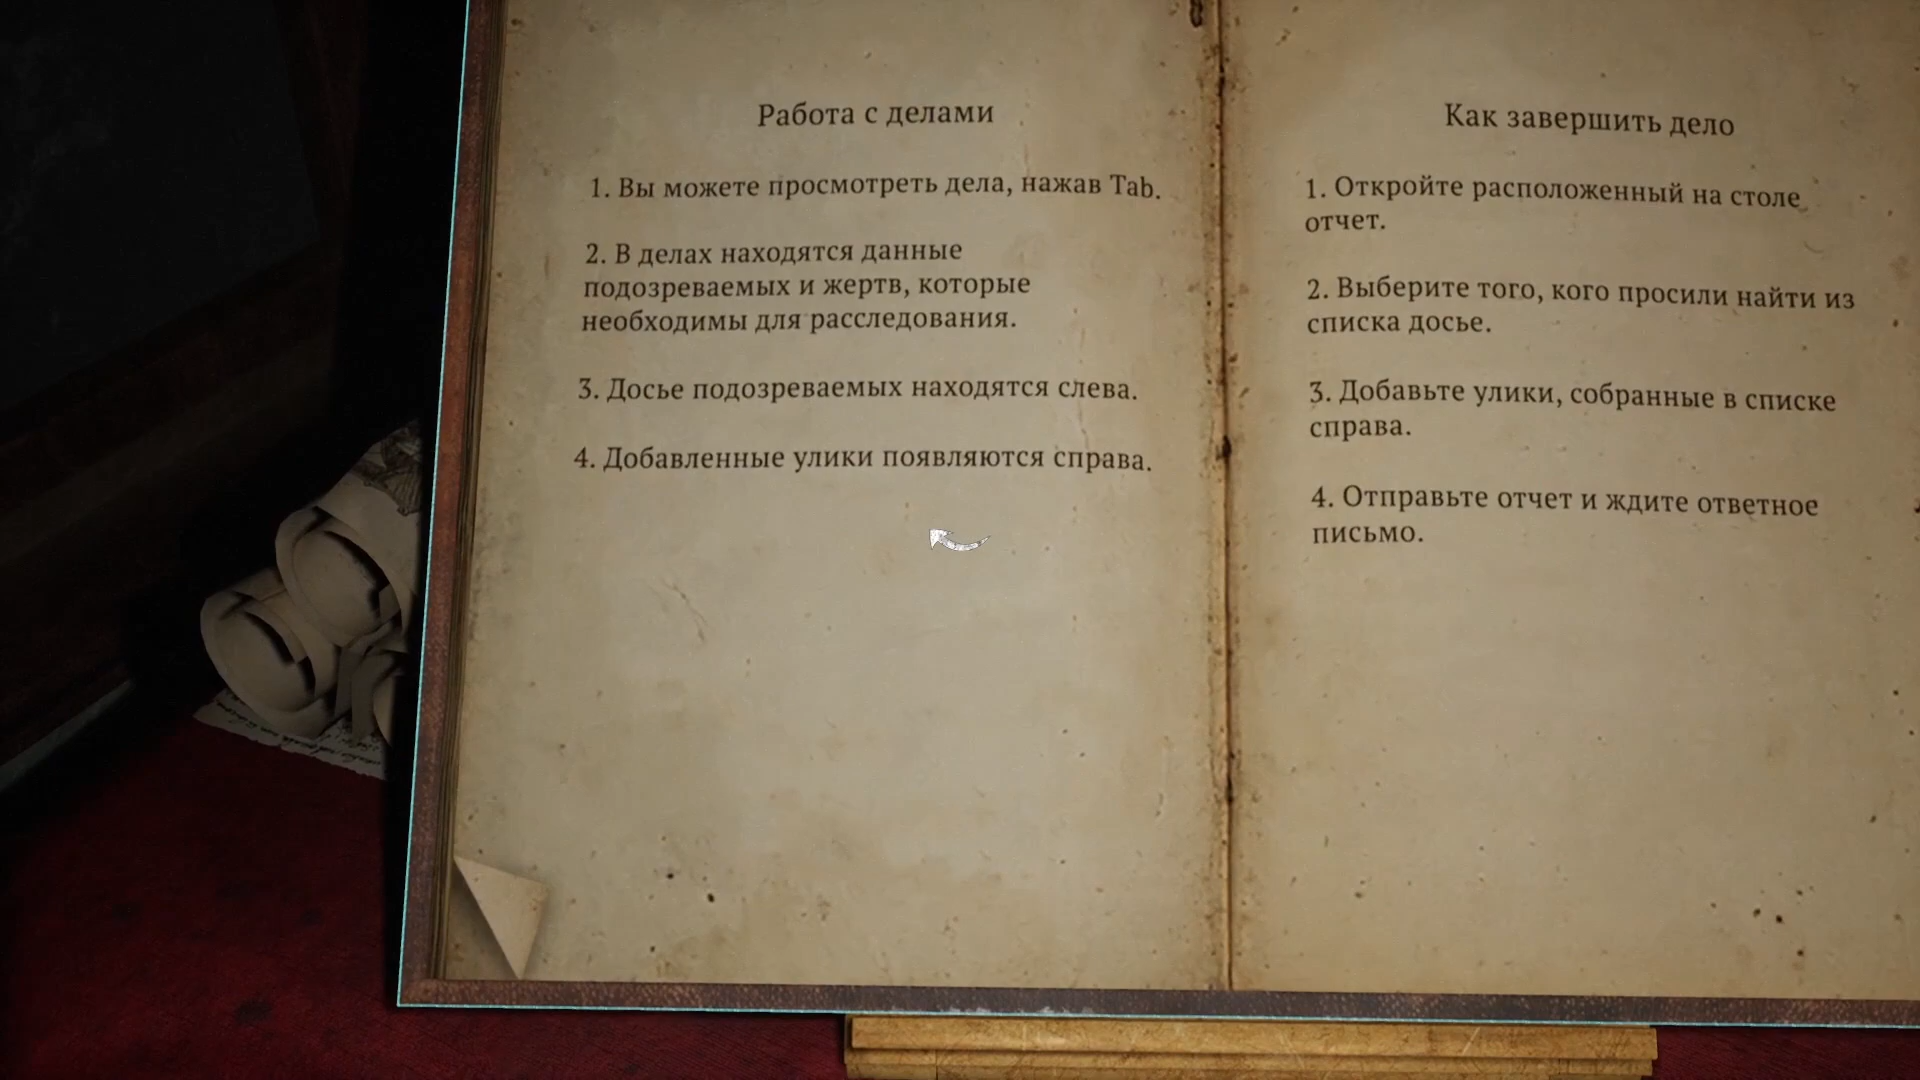 Работа с делами
1. Вы можете просмотреть дела, нажав Tab.
2. В делах находятся данные
подозреваемых и жертв, которые
необходимы для расследования.
3. Досье подозреваемых находятся слева.
4. Добавленные улики появляются справа.
Как завершить дело
1. Откройте расположенный на столе
отчет.
2. Выберите того, кого просили найти из
списка досье.
3. Добавьте улики, собранные в списке
справа.
4. Отправьте отчет и ждите ответное
письмо.